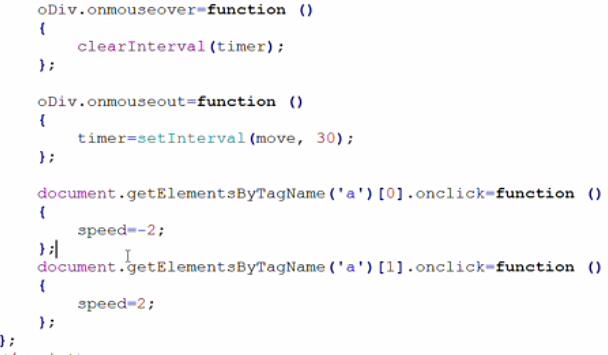 oDiv.onmouseover=function ()
{
    clearInterval(timer);
};

oDiv.onmouseout=function ()
{
    timer=setInterval(move, 30);
};

document.getElementsByTagName('a')[0].onclick=function ()
{
    speed=-2;
};
document.getElementsByTagName('a')[1].onclick=function ()
{
    speed=2;
};
};